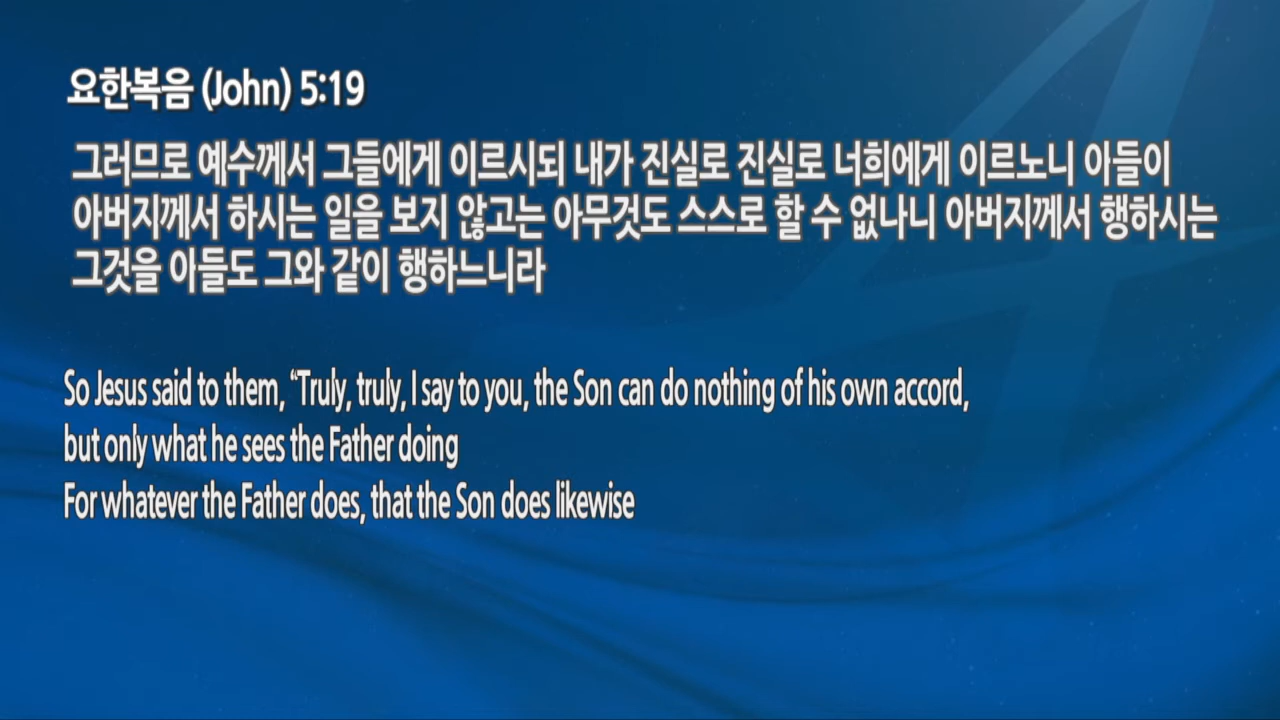 요한복음 (John) 5:19
그러므로 예수께서 그들에게 이르시되 내가 진실로 진실로 너희에게 이르노니 아들이
아버지께서 하시는 일을 보지 않고는 아무것도 스스로 할 수 없나니 아버지께서 행하시는
그것을 아들도 그와 같이 행하느니라
So Jesus said to them, “Truly, truly, I say to you, the Son can do nothing of his own accord,
but only what he sees the Father doing
For whatever the Father does, that the Son does likewise